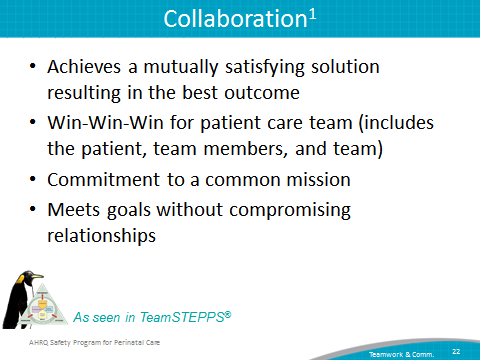 Collaboration¹
• Achieves a mutually satisfying solution
resulting in the best outcome
• Win-Win-Win for patient care team (includes
the patient, team members, and team)
• Commitment to a common mission
• Meets goals without compromising
relationships
As seen in TeamSTEPPS®
AHRQ Safety Program for Perinatal Care
Teamwork & Comm. 22